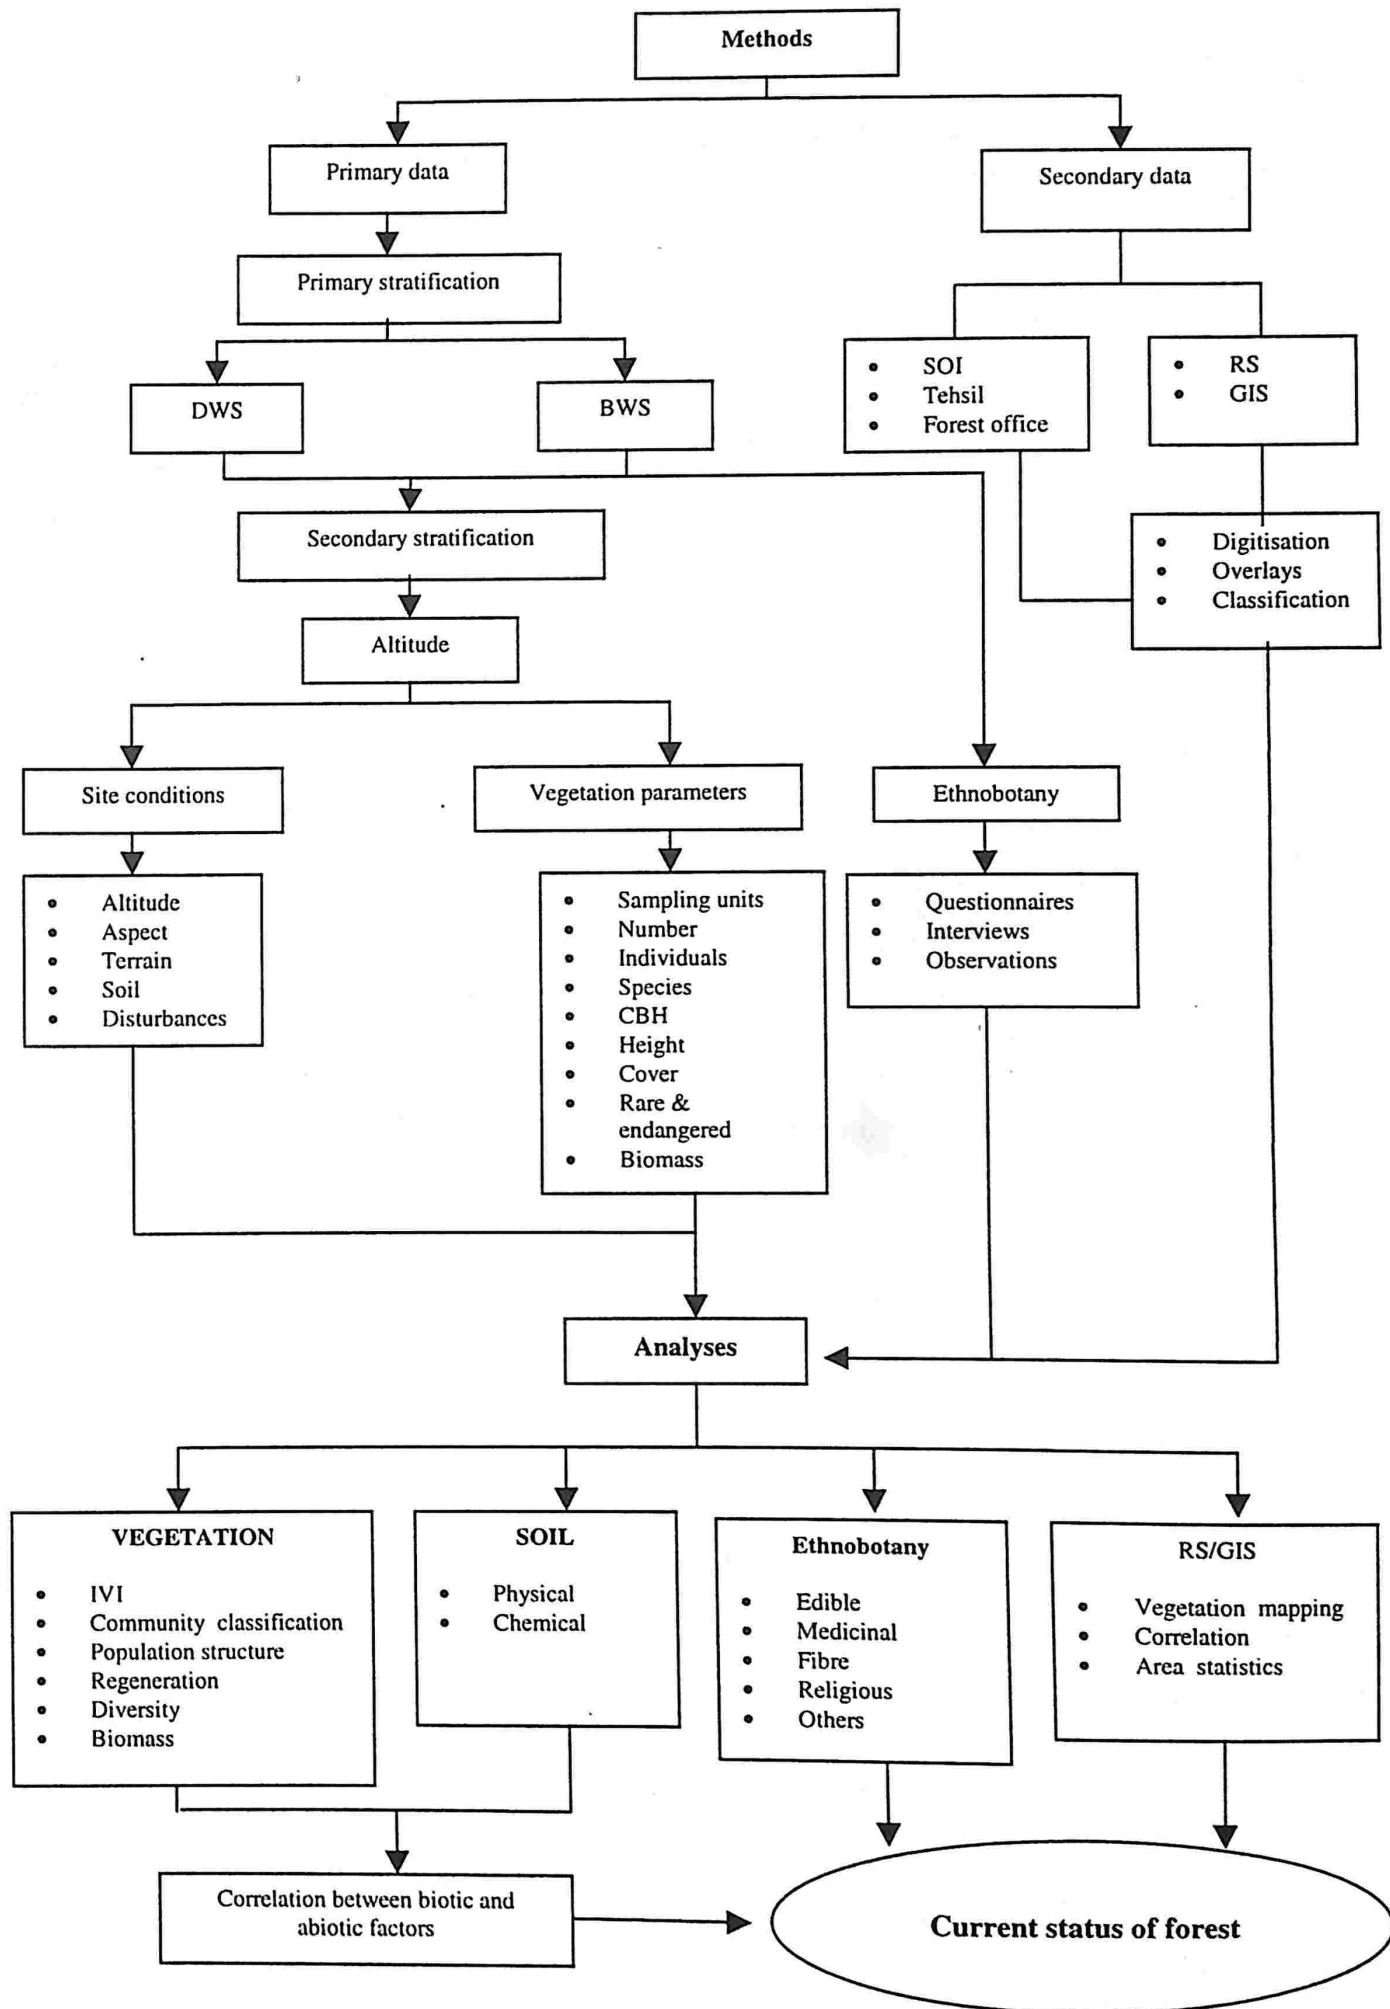 Methods
Primary data
Secondary data
Primary stratification
DWS
BWS
• SOI
• Tehsil
• Forest office
• RS
• GIS
Secondary stratification
• Digitisation
• Overlays
• Classification
Altitude
Site conditions
Vegetation parameters
Ethnobotany
• Altitude
• Aspect
• Terrain
• Soil
• Disturbances
• Sampling units
• Number
• Individuals
• Species
• CBH
• Height
• Cover
• Rare &
endangered
• Biomass
• Questionnaires
• Interviews
• Observations
Analyses
VEGETATION
• IVI
• Community classification
• Population structure
• Regeneration
• Diversity
• Biomass
SOIL
• Physical
• Chemical
Ethnobotany
• Edible
• Medicinal
• Fibre
• Religious
• Others
RS/GIS
• Vegetation mapping
• Correlation
• Area statistics
Correlation between biotic and
abiotic factors
Current status of forest